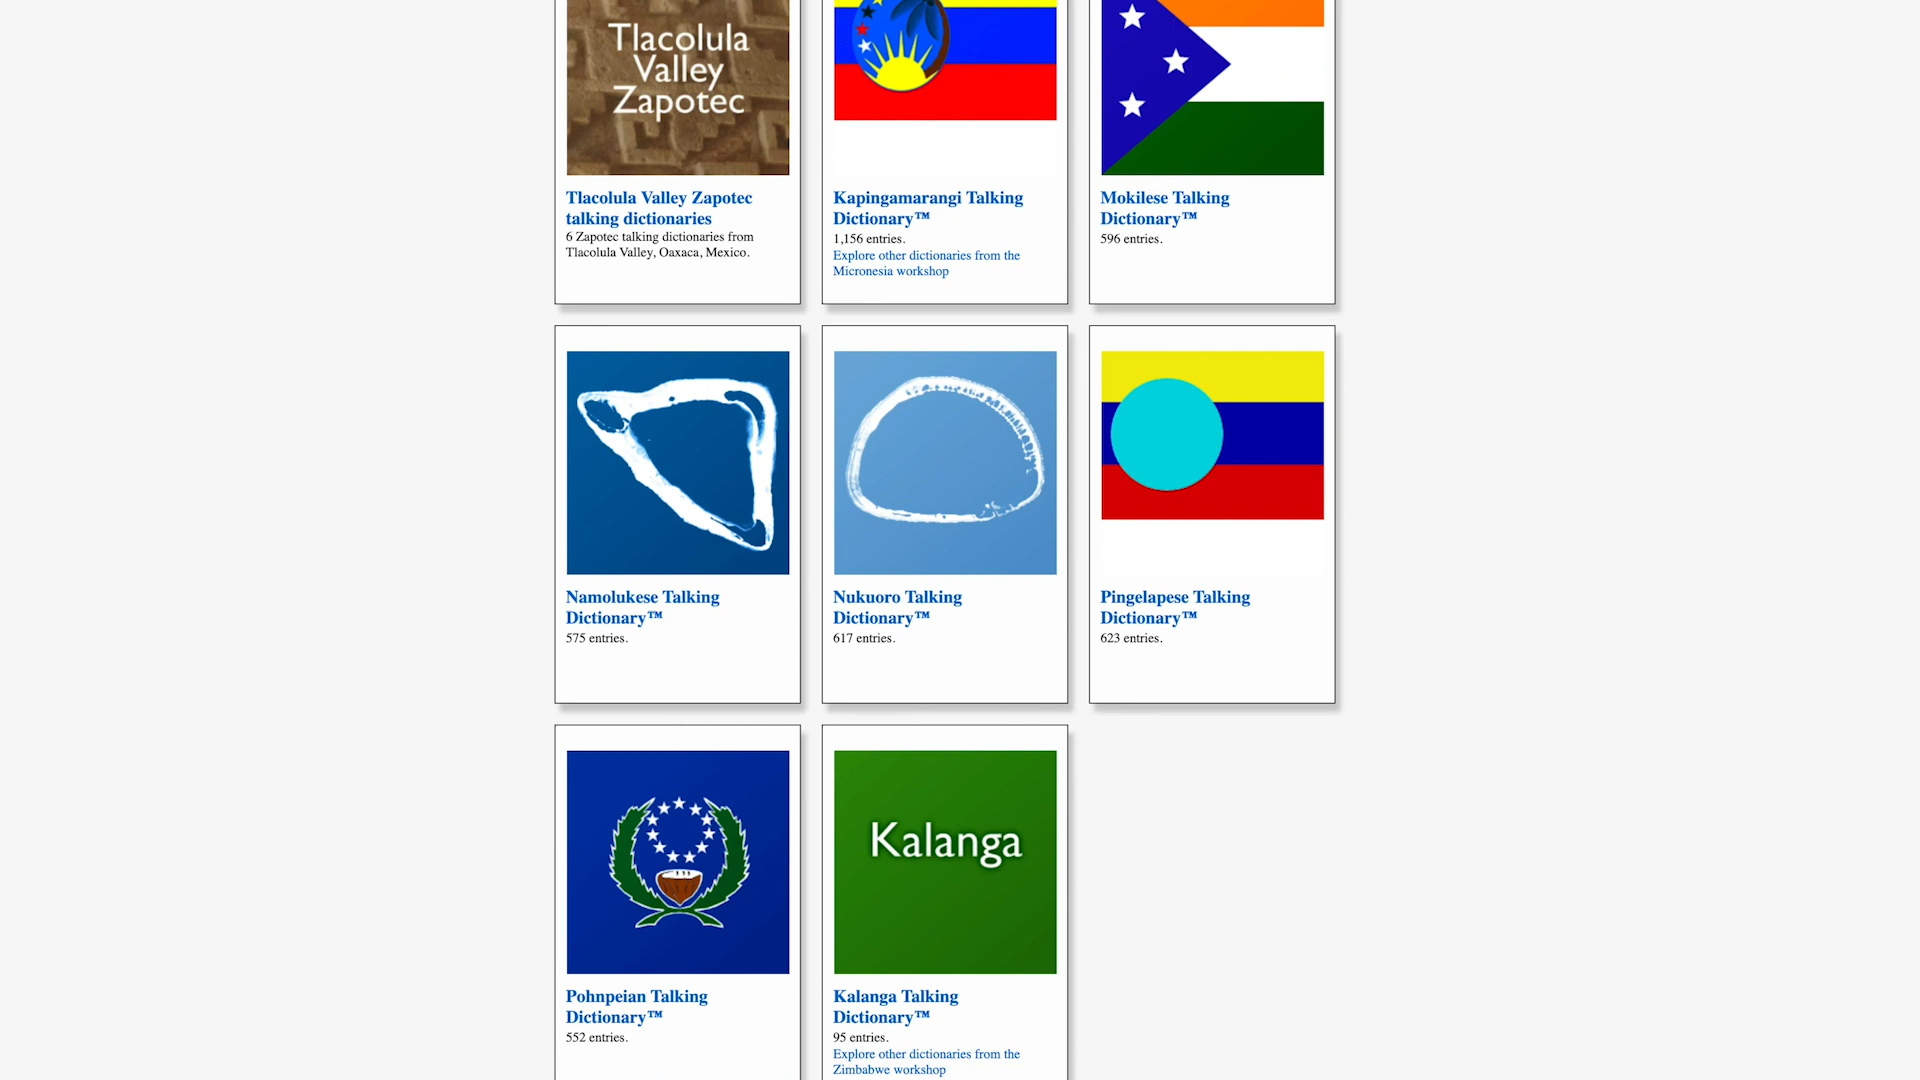 Tlacolula
Valley
Zapotec
Tlacolula Valley Zapotec
talking dictionaries
6 Zapotec talking dictionaries from
Tlacolula Valley, Oaxaca, Mexico.
Kapingamarangi Talking
Dictionary™
1,156 entries.
Explore other dictionaries from the
Micronesia workshop
Mokilese Talking
Dictionary™
596 entries.
Namolukese Talking
Dictionary™
575 entries.
Nukuoro Talking
Dictionary™
617 entries.
Pingelapese Talking
Dictionary™
623 entries.
Pohnpeian Talking
Dictionary™
552 entries.
Kalanga
Kalanga Talking
Dictionary™
95 entries.
Explore other dictionaries from the
Zimbabwe workshop